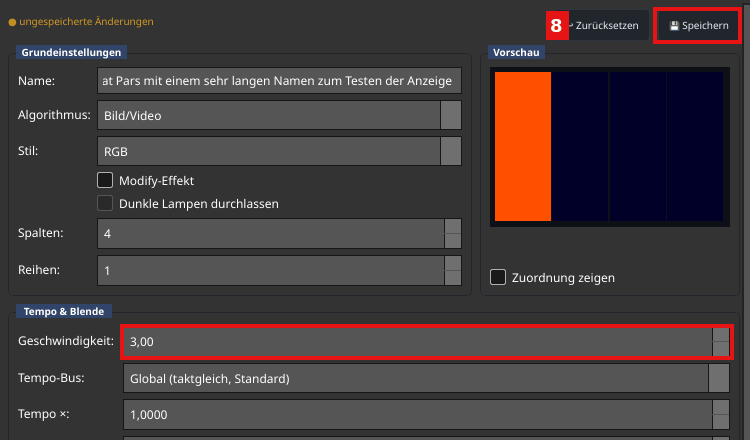 ungespeicherte Änderungen
8
Zurücksetzen
Speichern
Grundeinstellungen
Name: at Pars mit einem sehr langen Namen zum Testen der Anzeige
Algorithmus: Bild/Video
Stil: RGB
Modify-Effekt
Dunkle Lampen durchlassen
Spalten: 4
Reihen: 1
Vorschau
Zuordnung zeigen
Tempo & Blende
Geschwindigkeit: 3,00
Tempo-Bus: Global (taktgleich, Standard)
Tempo ×: 1,0000